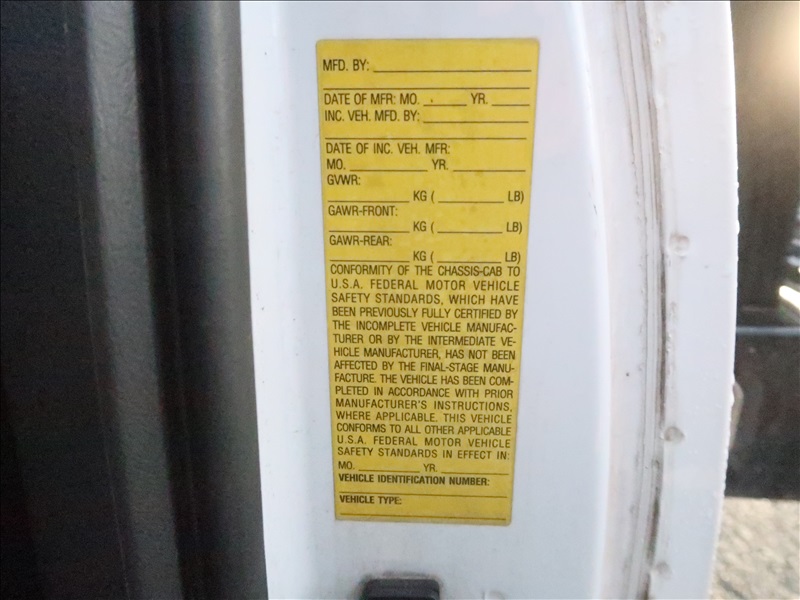 MFD. BY:
DATE OF MFR: MO. YR.
INC. VEH. MFD. BY:
DATE OF INC. VEH. MFR:
MO. YR.
GVWR:
KG ( LB)
GAWR-FRONT:
KG ( LB)
GAWR-REAR:
KG ( LB)
CONFORMITY OF THE CHASSIS-CAB TO
U.S.A. FEDERAL MOTOR VEHICLE
SAFETY STANDARDS, WHICH HAVE
BEEN PREVIOUSLY FULLY CERTIFIED BY
THE INCOMPLETE VEHICLE MANUFAC-
TURER OR BY THE INTERMEDIATE VE-
HICLE MANUFACTURER, HAS NOT BEEN
AFFECTED BY THE FINAL-STAGE MANU-
FACTURE. THE VEHICLE HAS BEEN COM-
PLETED IN ACCORDANCE WITH PRIOR
MANUFACTURER'S INSTRUCTIONS,
WHERE APPLICABLE. THIS VEHICLE
CONFORMS TO ALL OTHER APPLICABLE
U.S.A. FEDERAL MOTOR VEHICLE
SAFETY STANDARDS IN EFFECT IN:
MO. YR.
VEHICLE IDENTIFICATION NUMBER:
VEHICLE TYPE: